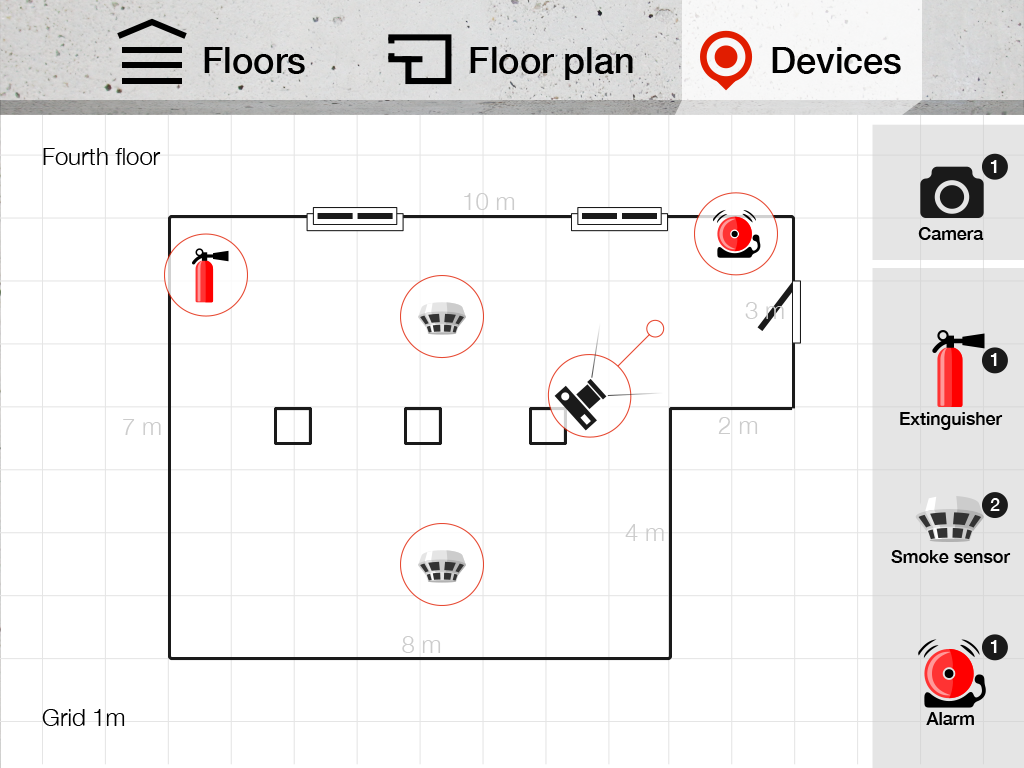 Floors
Floor plan
Devices
Fourth floor
10 m
3 m
7 m
2 m
4 m
8 m
Grid 1m
1
Camera
1
Extinguisher
2
Smoke sensor
1
Alarm